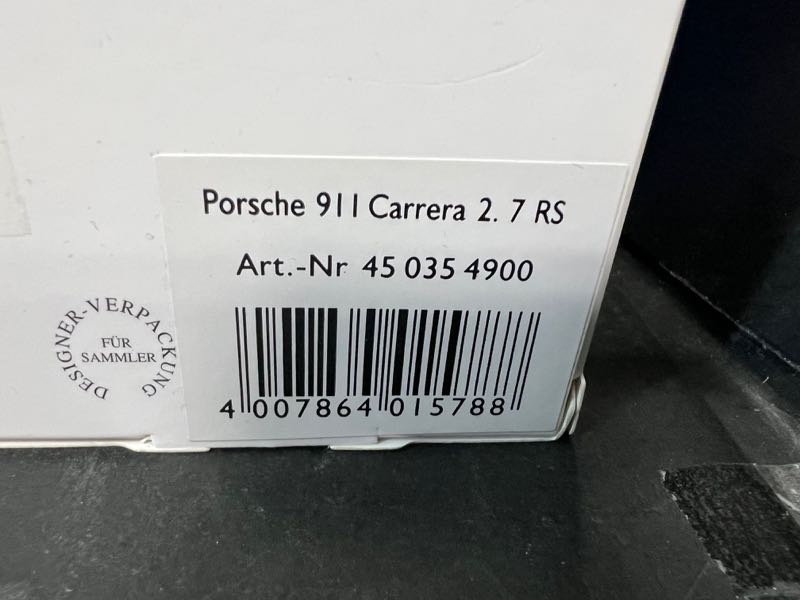 Porsche 911 Carrera 2. 7 RS
Art.-Nr 45 035 4900
4 007864 015788
DESIGNER-VERPACKUNG
FÜR
SAMMLER